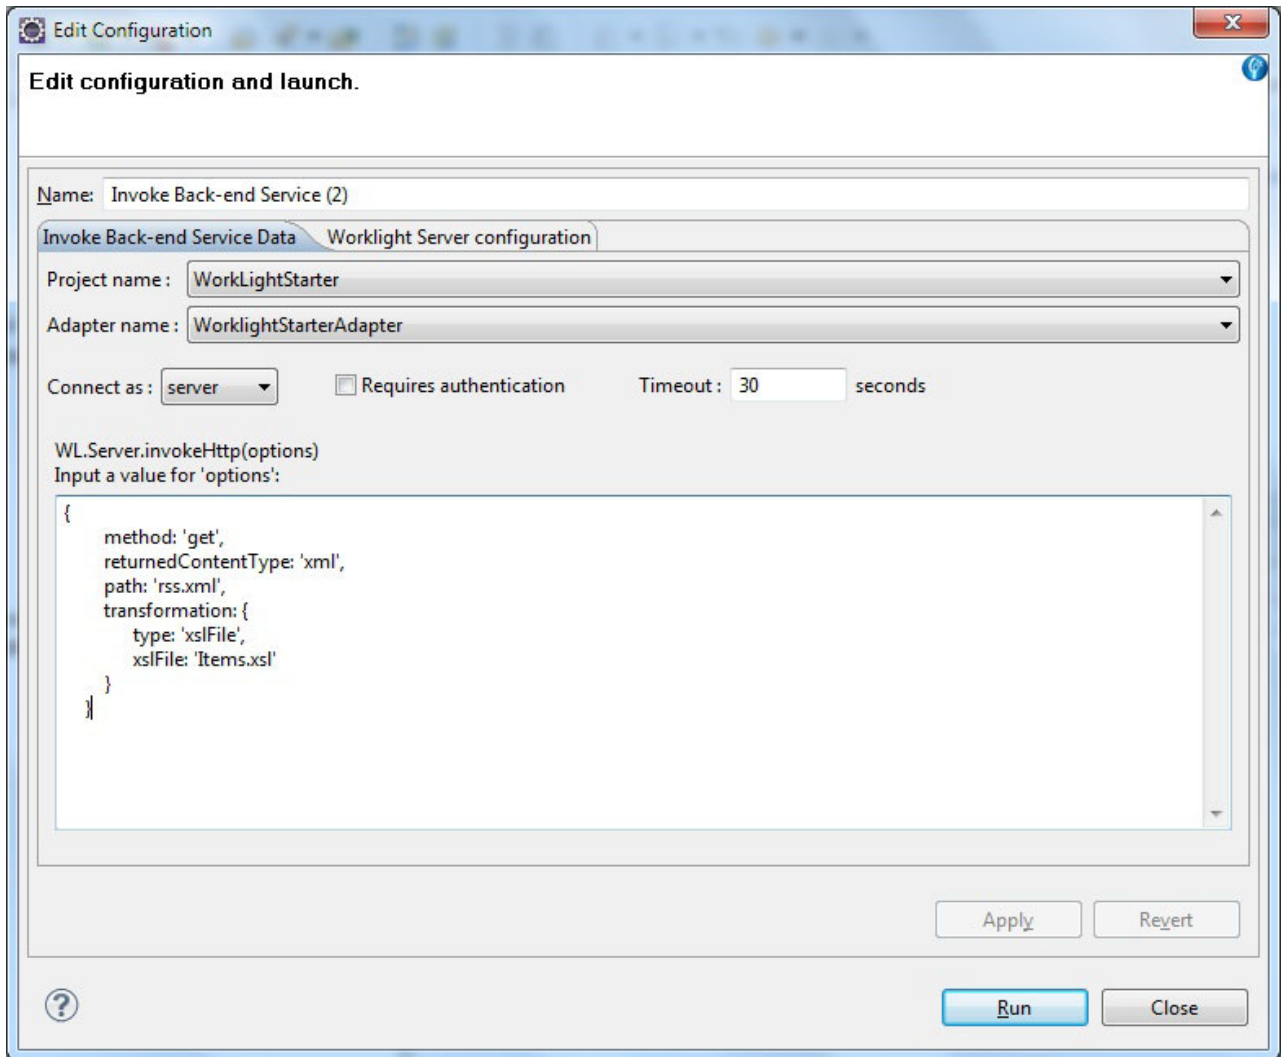 Edit Configuration
X
Edit configuration and launch.
Name: Invoke Back-end Service (2)
Invoke Back-end Service Data Worklight Server configuration
Project name : WorkLightStarter
Adapter name : WorklightStarterAdapter
Connect as : server Requires authentication Timeout : 30 seconds
WL.Server.invokeHttp(options)
Input a value for 'options':
{
method: 'get',
returnedContentType: 'xml',
path: 'rss.xml',
transformation: {
type: 'xslFile',
xslFile: 'Items.xsl'
}
}
Apply Revert
? Run Close